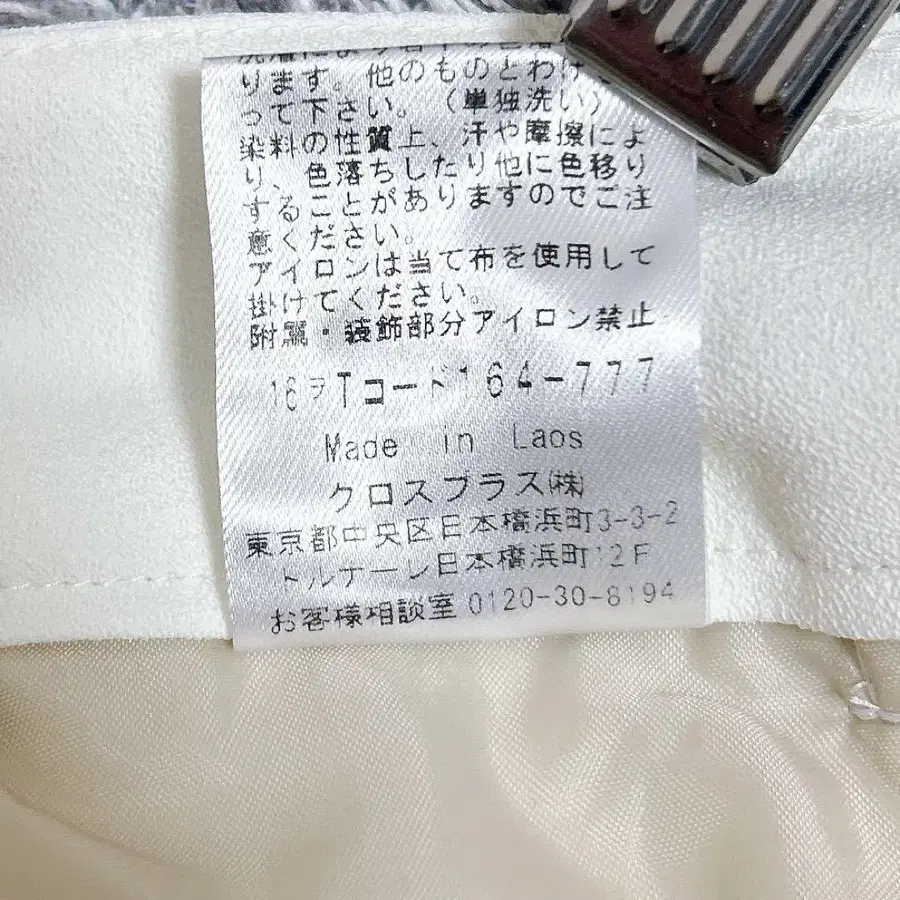 ります。他のものとわけ
って下さい。（単独洗い）
染料の性質上、汗や摩擦によ
り、色落ちしたり他に色移り
することがありますのでご注
意ください。
アイロンは当て布を使用して
掛けてください。
附属・装飾部分アイロン禁止
16ヲTコード164-777
Made in Laos
クロスプラス㈱
東京都中央区日本橋浜町3-3-2
トルナーレ日本橋浜町12F
お客様相談室 0120-30-8194